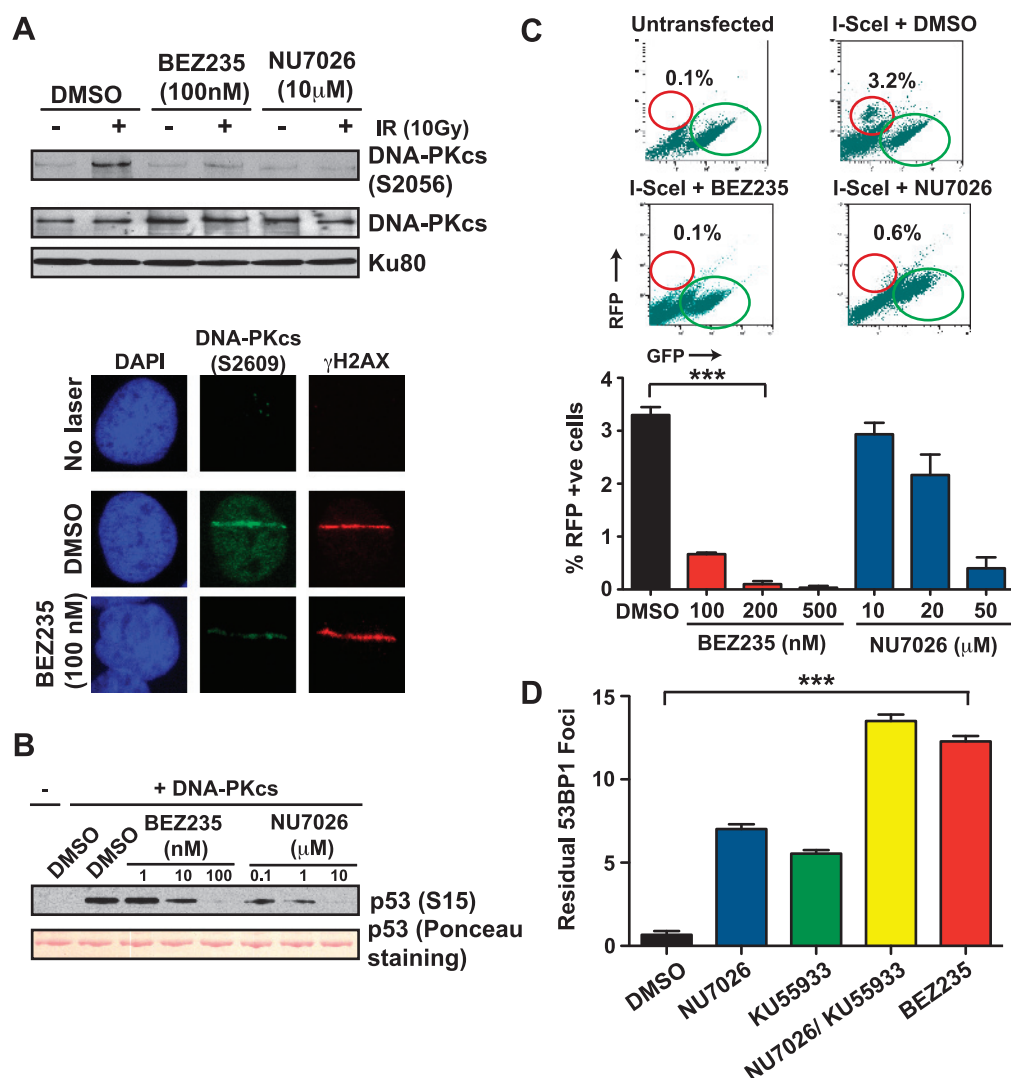 A
DMSO
BEZ235
(100nM)
NU7026
(10μM)
- + - + - + IR (10Gy)
DNA-PKcs
(S2056)
DNA-PKcs
Ku80
DAPI
DNA-PKcs
(S2609)
γH2AX
No laser
DMSO
BEZ235
(100 nM)
B
- + DNA-PKcs
DMSO
DMSO
BEZ235
(nM)
NU7026
(μM)
1 10 100 0.1 1 10
p53 (S15)
p53 (Ponceau
staining)
C
Untransfected
0.1%
I-SceI + DMSO
3.2%
I-SceI + BEZ235
0.1%
I-SceI + NU7026
0.6%
RFP
GFP
***
% RFP +ve cells
4
3
2
1
0
DMSO 100 200 500 10 20 50
BEZ235 (nM) NU7026 (μM)
D
***
Residual 53BP1 Foci
15
10
5
0
DMSO
NU7026
KU55933
NU7026/ KU55933
BEZ235